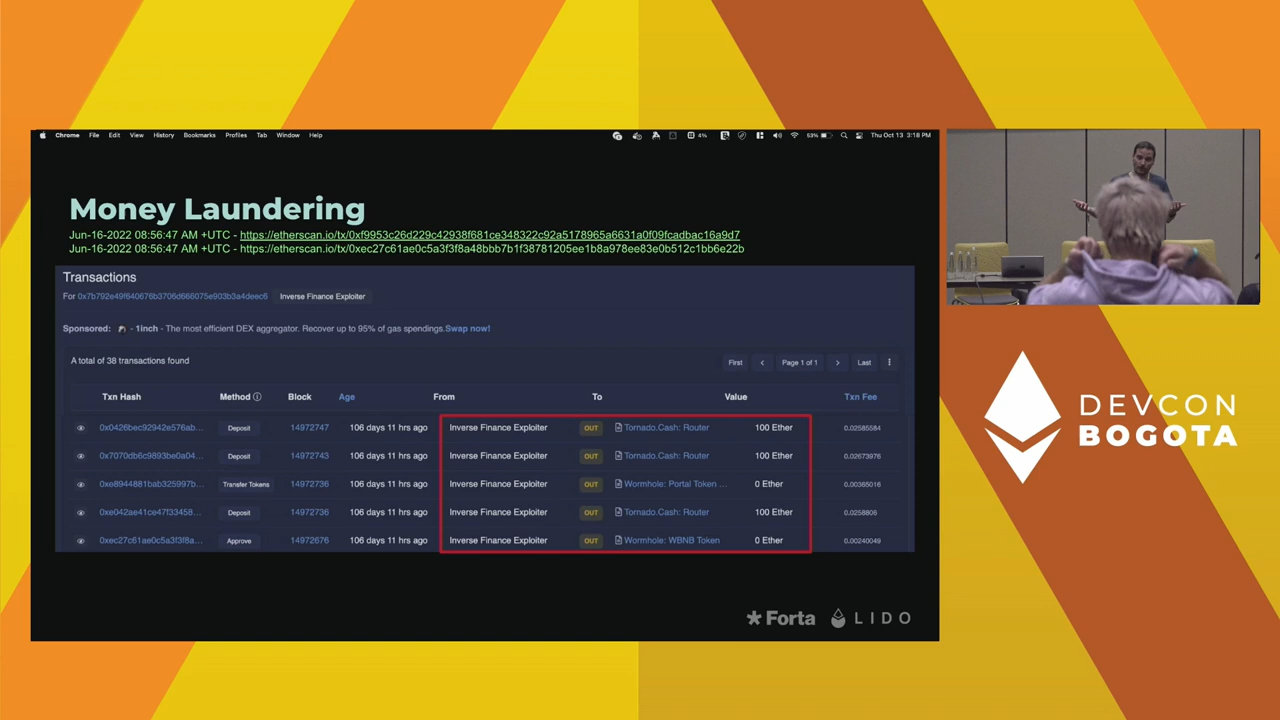 Chrome File Edit View History Bookmarks Profiles Tab Window Help 4% 53% Thu Oct 13 3:18 PM
Money Laundering
Jun-16-2022 08:56:47 AM +UTC - https://etherscan.io/tx/0xf9953c26d229c42938f681ce348322c92a5178965a6631a0f09fcadbac16a9d7
Jun-16-2022 08:56:47 AM +UTC - https://etherscan.io/tx/0xec27c61ae0c5a3f3f8a48bbb7b1f38781205ee1b8a978ee83e0b512c1bb6e22b
Transactions
For 0x7b792e49f640676b3706d666075e903b3a4deec6 Inverse Finance Exploiter
Sponsored: - 1inch - The most efficient DEX aggregator. Recover up to 95% of gas spendings.Swap now!
A total of 38 transactions found First < Page 1 of 1 > Last
Txn Hash Method Block Age From To Value Txn Fee
0x0426bec92942e576ab... Deposit 14972747 106 days 11 hrs ago Inverse Finance Exploiter OUT Tornado.Cash: Router 100 Ether 0.02585584
0x7070db6c9893be0a04... Deposit 14972743 106 days 11 hrs ago Inverse Finance Exploiter OUT Tornado.Cash: Router 100 Ether 0.02673976
0xe8944881bab325997b... Transfer Tokens 14972736 106 days 11 hrs ago Inverse Finance Exploiter OUT Wormhole: Portal Token ... 0 Ether 0.00365016
0xe042ae41ce47f33458... Deposit 14972736 106 days 11 hrs ago Inverse Finance Exploiter OUT Tornado.Cash: Router 100 Ether 0.0258806
0xec27c61ae0c5a3f3f8a... Approve 14972676 106 days 11 hrs ago Inverse Finance Exploiter OUT Wormhole: WBNB Token 0 Ether 0.00240049
Forta LIDO
DEVCON
BOGOTA